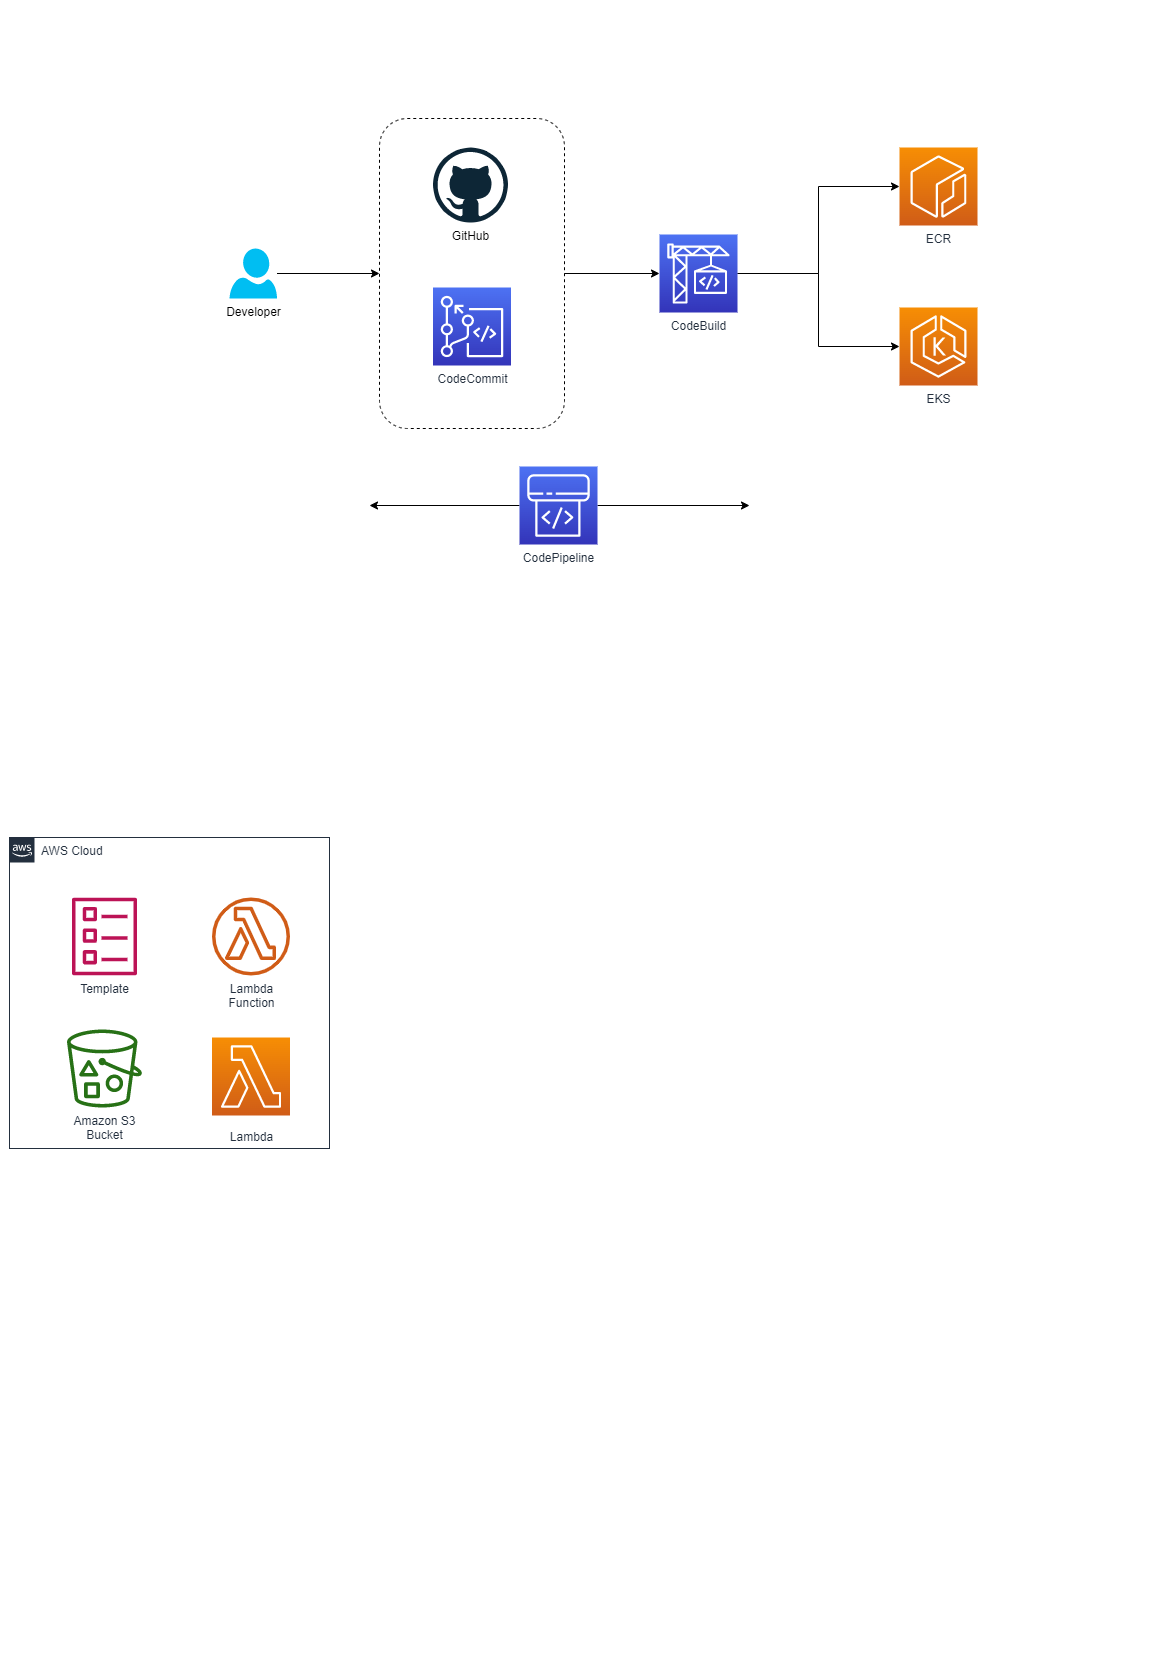 GitHub
Developer
CodeCommit
CodeBuild
ECR
K
EKS
CodePipeline
aws
AWS Cloud
Template
Lambda
Function
Amazon S3
Bucket
Lambda